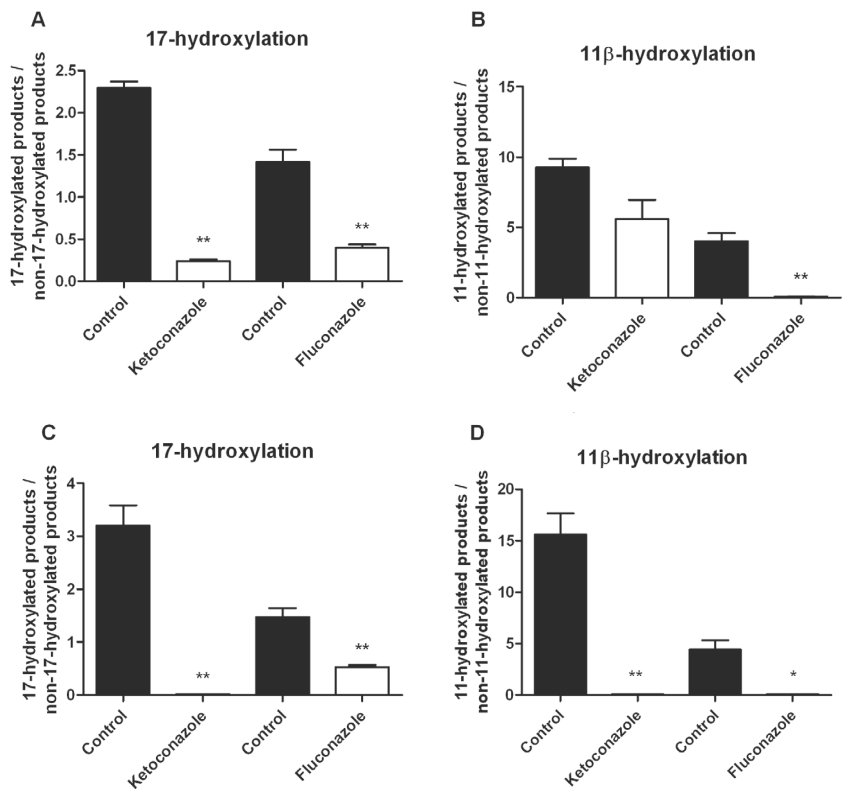 A
17-hydroxylation
17-hydroxylated products /
non-17-hydroxylated products
2.5
2.0
1.5
1.0
0.5
0.0
**
**
Control
Ketoconazole
Control
Fluconazole
B
11β-hydroxylation
11-hydroxylated products /
non-11-hydroxylated products
15
10
5
0
**
Control
Ketoconazole
Control
Fluconazole
C
17-hydroxylation
17-hydroxylated products /
non-17-hydroxylated products
4
3
2
1
0
**
**
Control
Ketoconazole
Control
Fluconazole
D
11β-hydroxylation
11-hydroxylated products /
non-11-hydroxylated products
20
15
10
5
0
**
*
Control
Ketoconazole
Control
Fluconazole